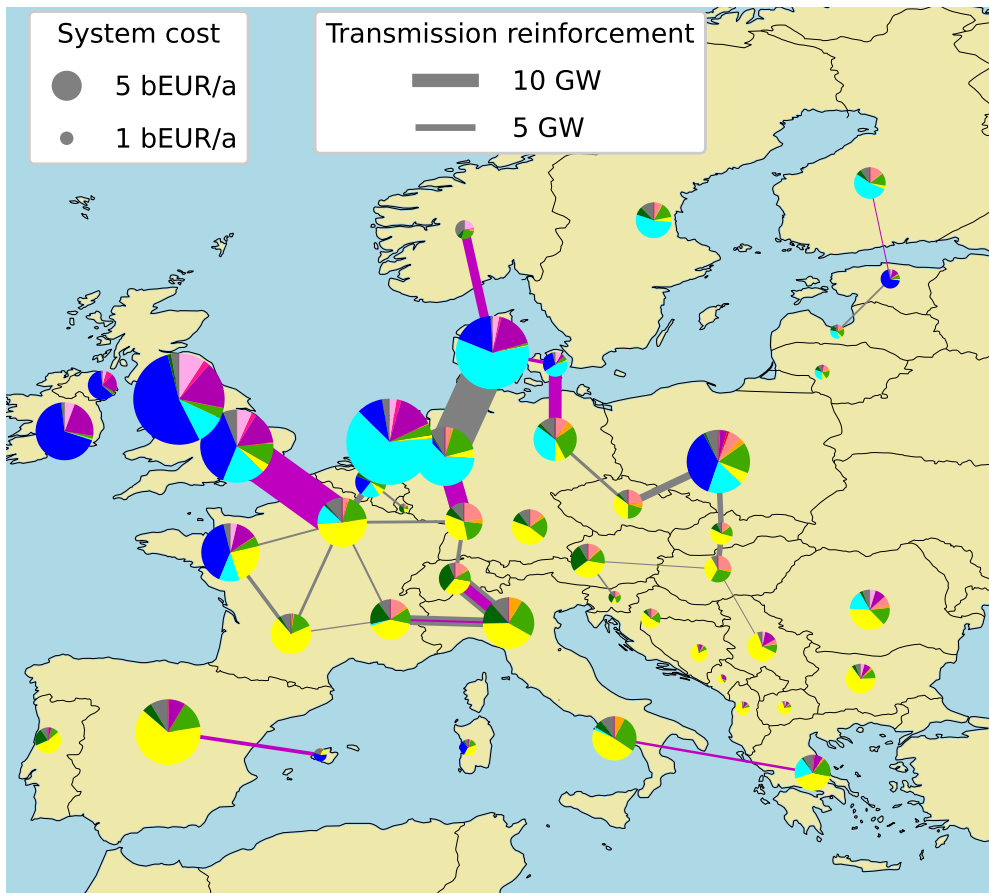 System cost
5 bEUR/a
1 bEUR/a
Transmission reinforcement
10 GW
5 GW